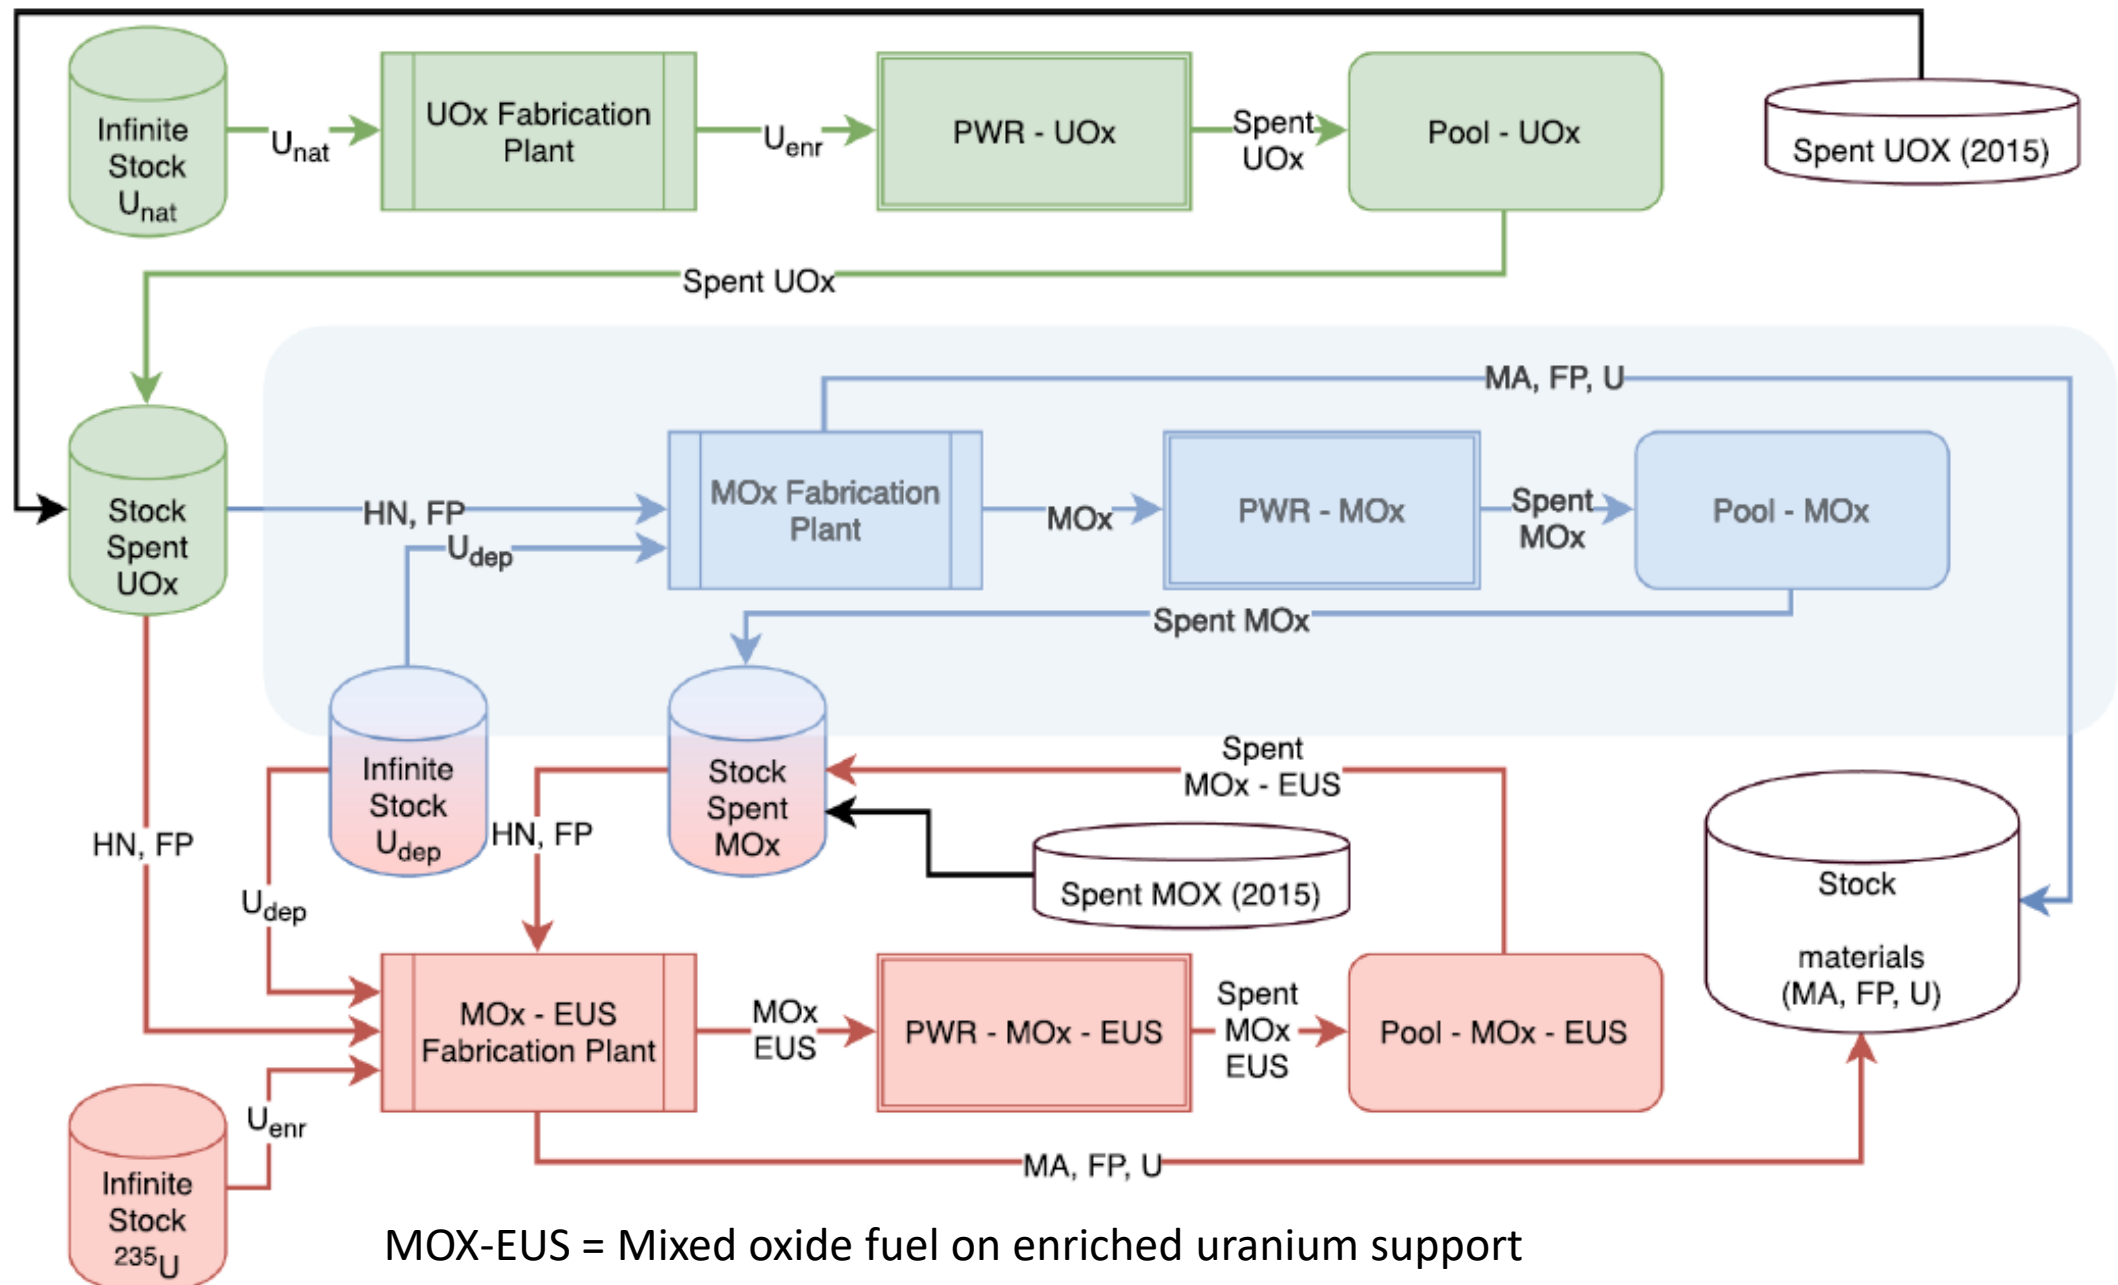 Infinite
Stock
Unat
Unat
UOx Fabrication
Plant
Uenr
PWR - UOx
Spent
UOx
Pool - UOx
Spent UOX (2015)
Spent UOx
MA, FP, U
Stock
Spent
UOx
HN, FP
Udep
MOx Fabrication
Plant
MOx
PWR - MOx
Spent
MOx
Pool - MOx
Spent MOx
HN, FP
Infinite
Stock
Udep
Udep
HN, FP
Stock
Spent
MOx
Spent
MOx - EUS
Spent MOX (2015)
Stock
materials
(MA, FP, U)
MOx - EUS
Fabrication Plant
MOx
EUS
PWR - MOx - EUS
Spent
MOx
EUS
Pool - MOx - EUS
Uenr
MA, FP, U
Infinite
Stock
235U
MOX-EUS = Mixed oxide fuel on enriched uranium support